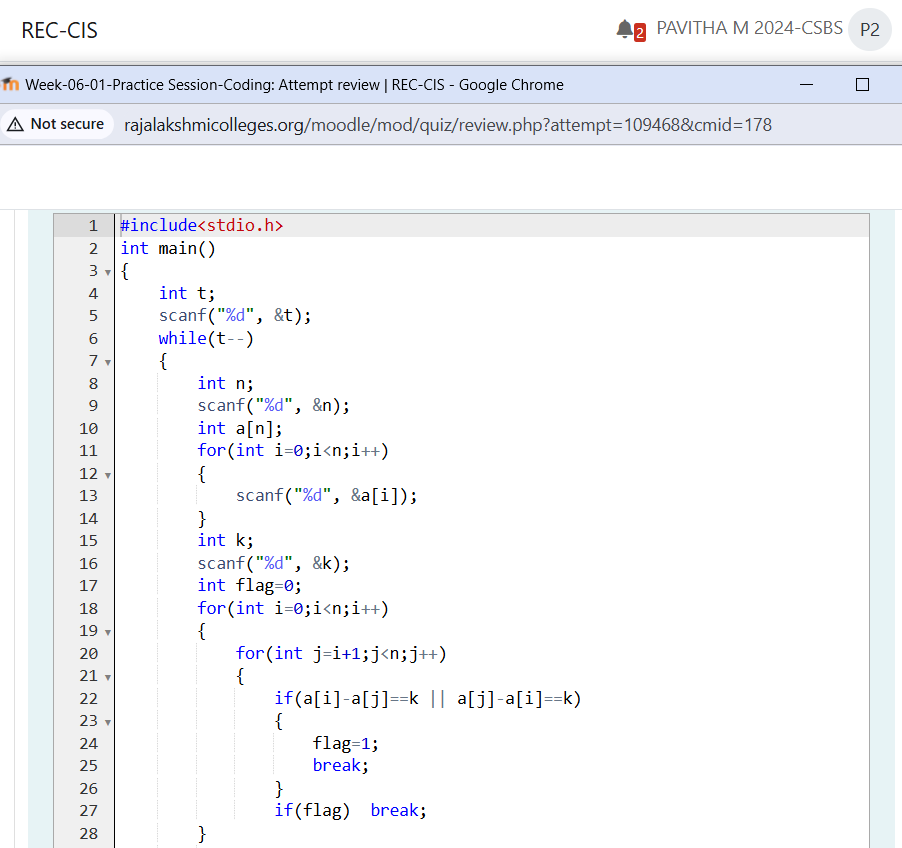 REC-CIS
2 PAVITHA M 2024-CSBS P2
Week-06-01-Practice Session-Coding: Attempt review | REC-CIS - Google Chrome
Not secure rajalakshmicolleges.org/moodle/mod/quiz/review.php?attempt=109468&cmid=178
1 #include<stdio.h>
2 int main()
3 {
4     int t;
5     scanf("%d", &t);
6     while(t--)
7     {
8         int n;
9         scanf("%d", &n);
10         int a[n];
11         for(int i=0;i<n;i++)
12         {
13             scanf("%d", &a[i]);
14         }
15         int k;
16         scanf("%d", &k);
17         int flag=0;
18         for(int i=0;i<n;i++)
19         {
20             for(int j=i+1;j<n;j++)
21             {
22                 if(a[i]-a[j]==k || a[j]-a[i]==k)
23                 {
24                     flag=1;
25                     break;
26                 }
27                 if(flag)  break;
28         }